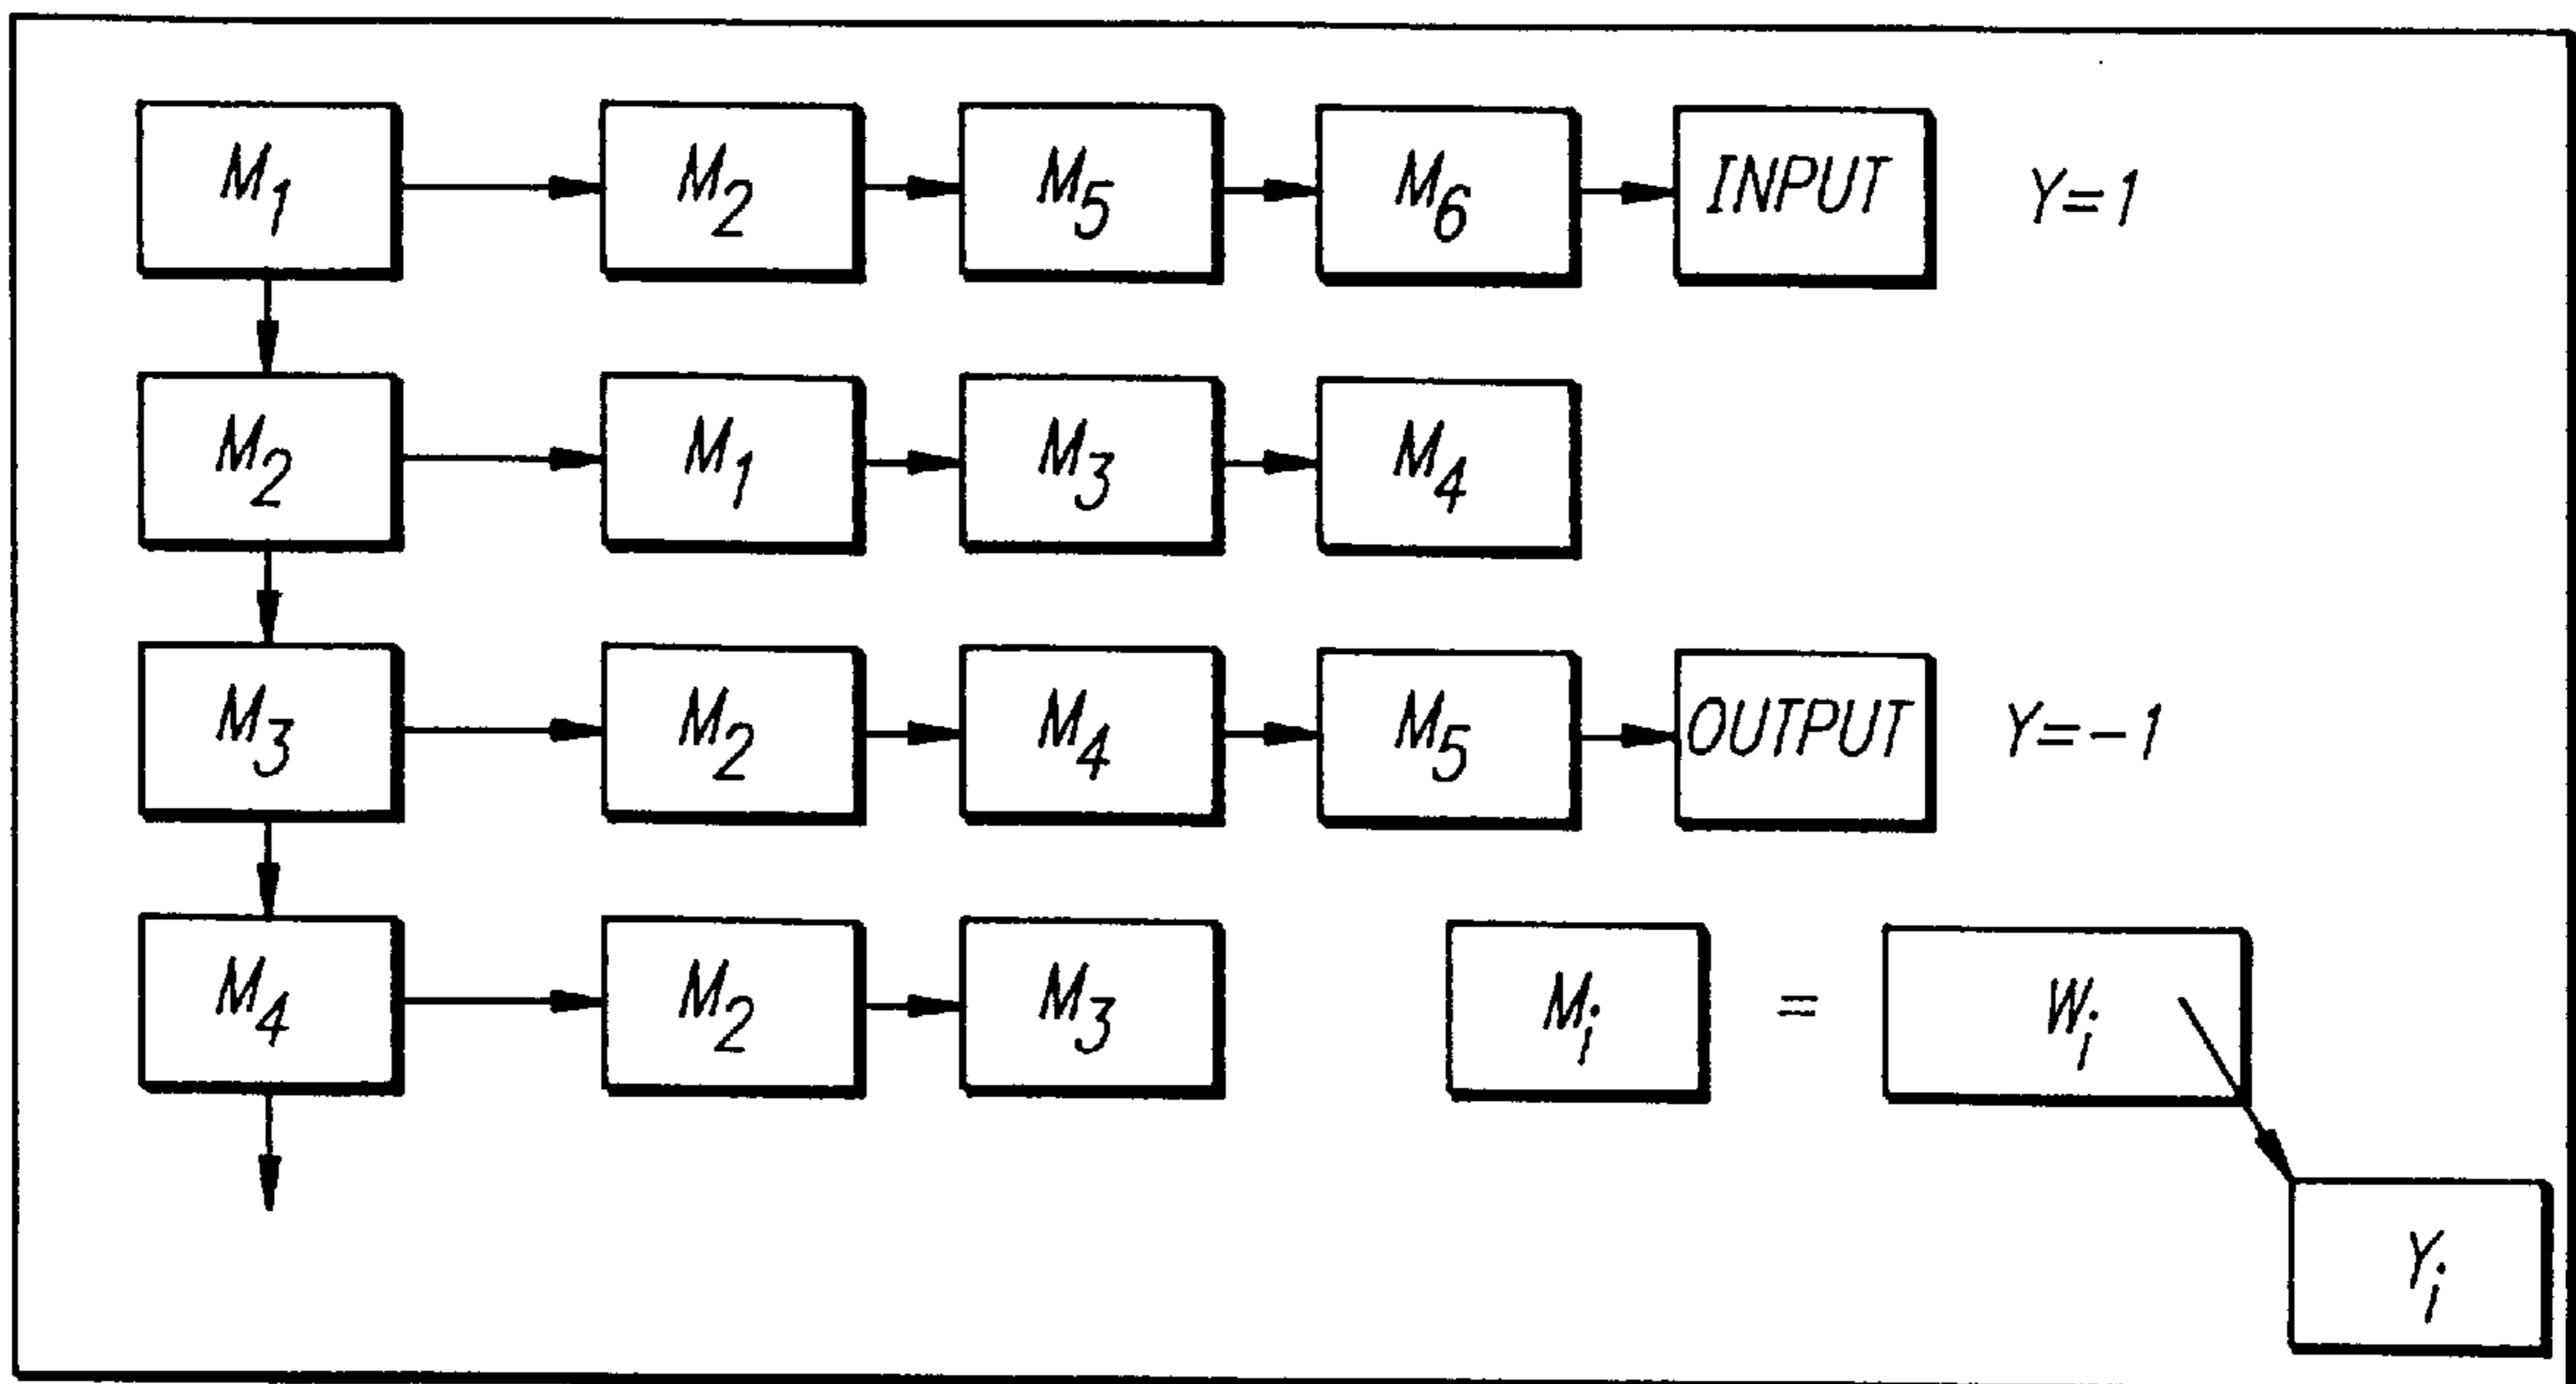 M1 M2 M5 M6 INPUT Y=1
M2 M1 M3 M4
M3 M2 M4 M5 OUTPUT Y=-1
M4 M2 M3 Mi = Wi
Yi